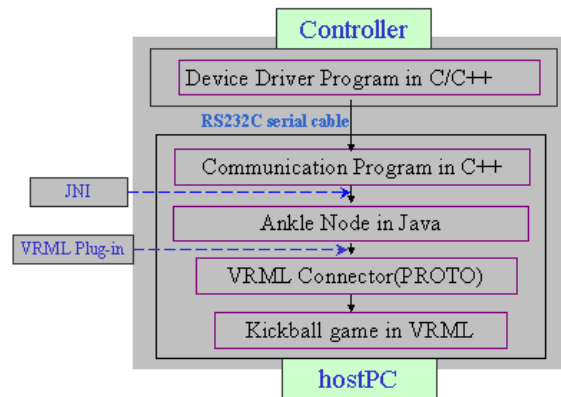 Controller
Device Driver Program in C/C++
RS232C serial cable
Communication Program in C++
JNI
Ankle Node in Java
VRML Plug-in
VRML Connector(PROTO)
Kickball game in VRML
hostPC